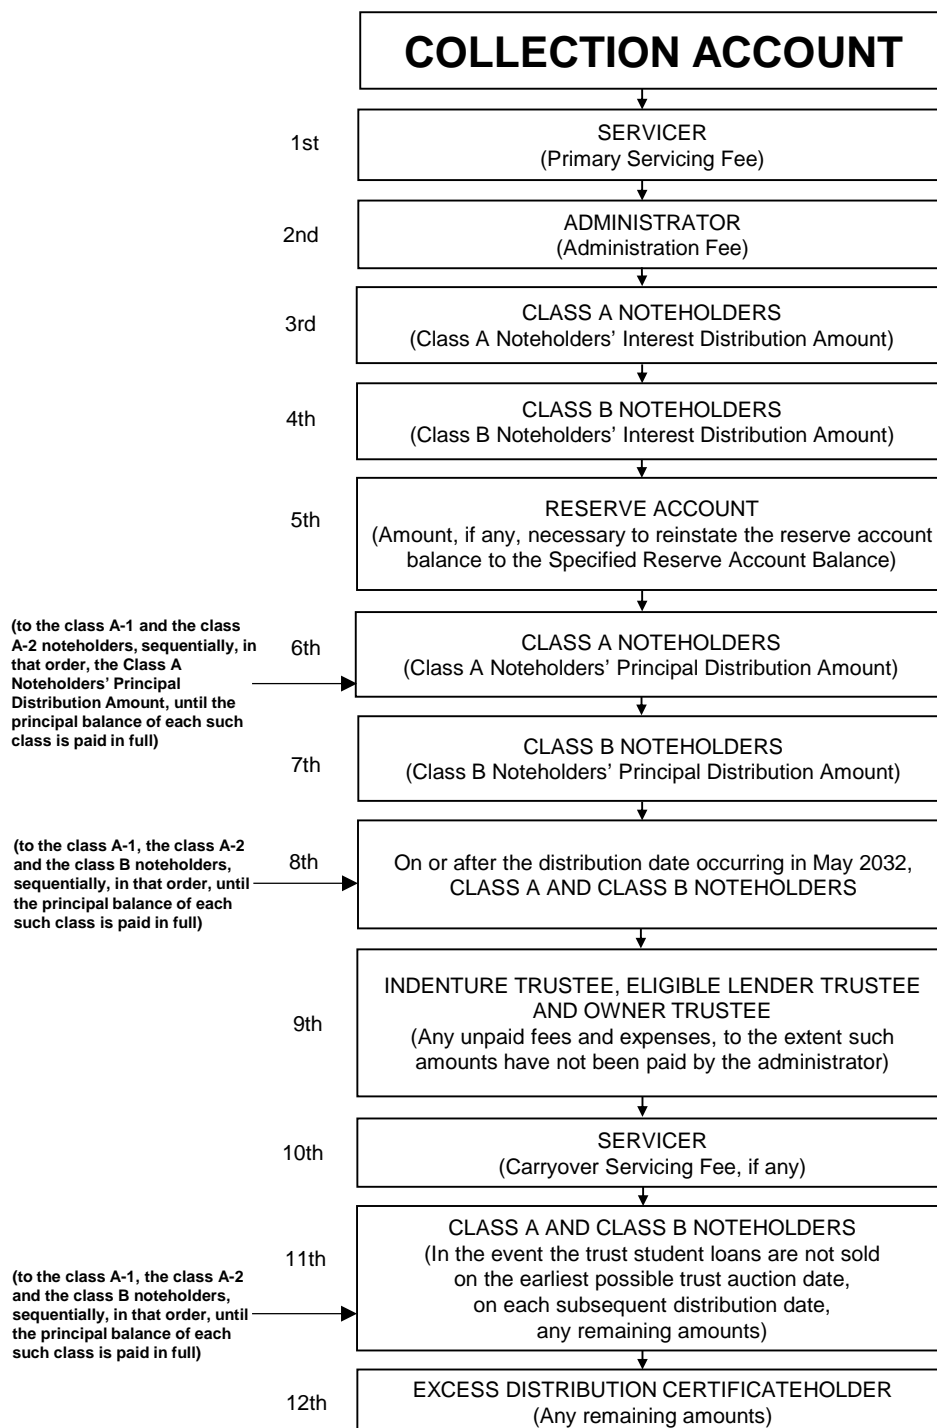 COLLECTION ACCOUNT
1st
SERVICER
(Primary Servicing Fee)
2nd
ADMINISTRATOR
(Administration Fee)
3rd
CLASS A NOTEHOLDERS
(Class A Noteholders’ Interest Distribution Amount)
4th
CLASS B NOTEHOLDERS
(Class B Noteholders’ Interest Distribution Amount)
5th
RESERVE ACCOUNT
(Amount, if any, necessary to reinstate the reserve account
balance to the Specified Reserve Account Balance)
(to the class A-1 and the class
A-2 noteholders, sequentially, in
that order, the Class A
Noteholders’ Principal
Distribution Amount, until the
principal balance of each such
class is paid in full)
6th
CLASS A NOTEHOLDERS
(Class A Noteholders’ Principal Distribution Amount)
7th
CLASS B NOTEHOLDERS
(Class B Noteholders’ Principal Distribution Amount)
(to the class A-1, the class A-2
and the class B noteholders,
sequentially, in that order, until
the principal balance of each
such class is paid in full)
8th
On or after the distribution date occurring in May 2032,
CLASS A AND CLASS B NOTEHOLDERS
9th
INDENTURE TRUSTEE, ELIGIBLE LENDER TRUSTEE
AND OWNER TRUSTEE
(Any unpaid fees and expenses, to the extent such
amounts have not been paid by the administrator)
10th
SERVICER
(Carryover Servicing Fee, if any)
(to the class A-1, the class A-2
and the class B noteholders,
sequentially, in that order, until
the principal balance of each
such class is paid in full)
11th
CLASS A AND CLASS B NOTEHOLDERS
(In the event the trust student loans are not sold
on the earliest possible trust auction date,
on each subsequent distribution date,
any remaining amounts)
12th
EXCESS DISTRIBUTION CERTIFICATEHOLDER
(Any remaining amounts)